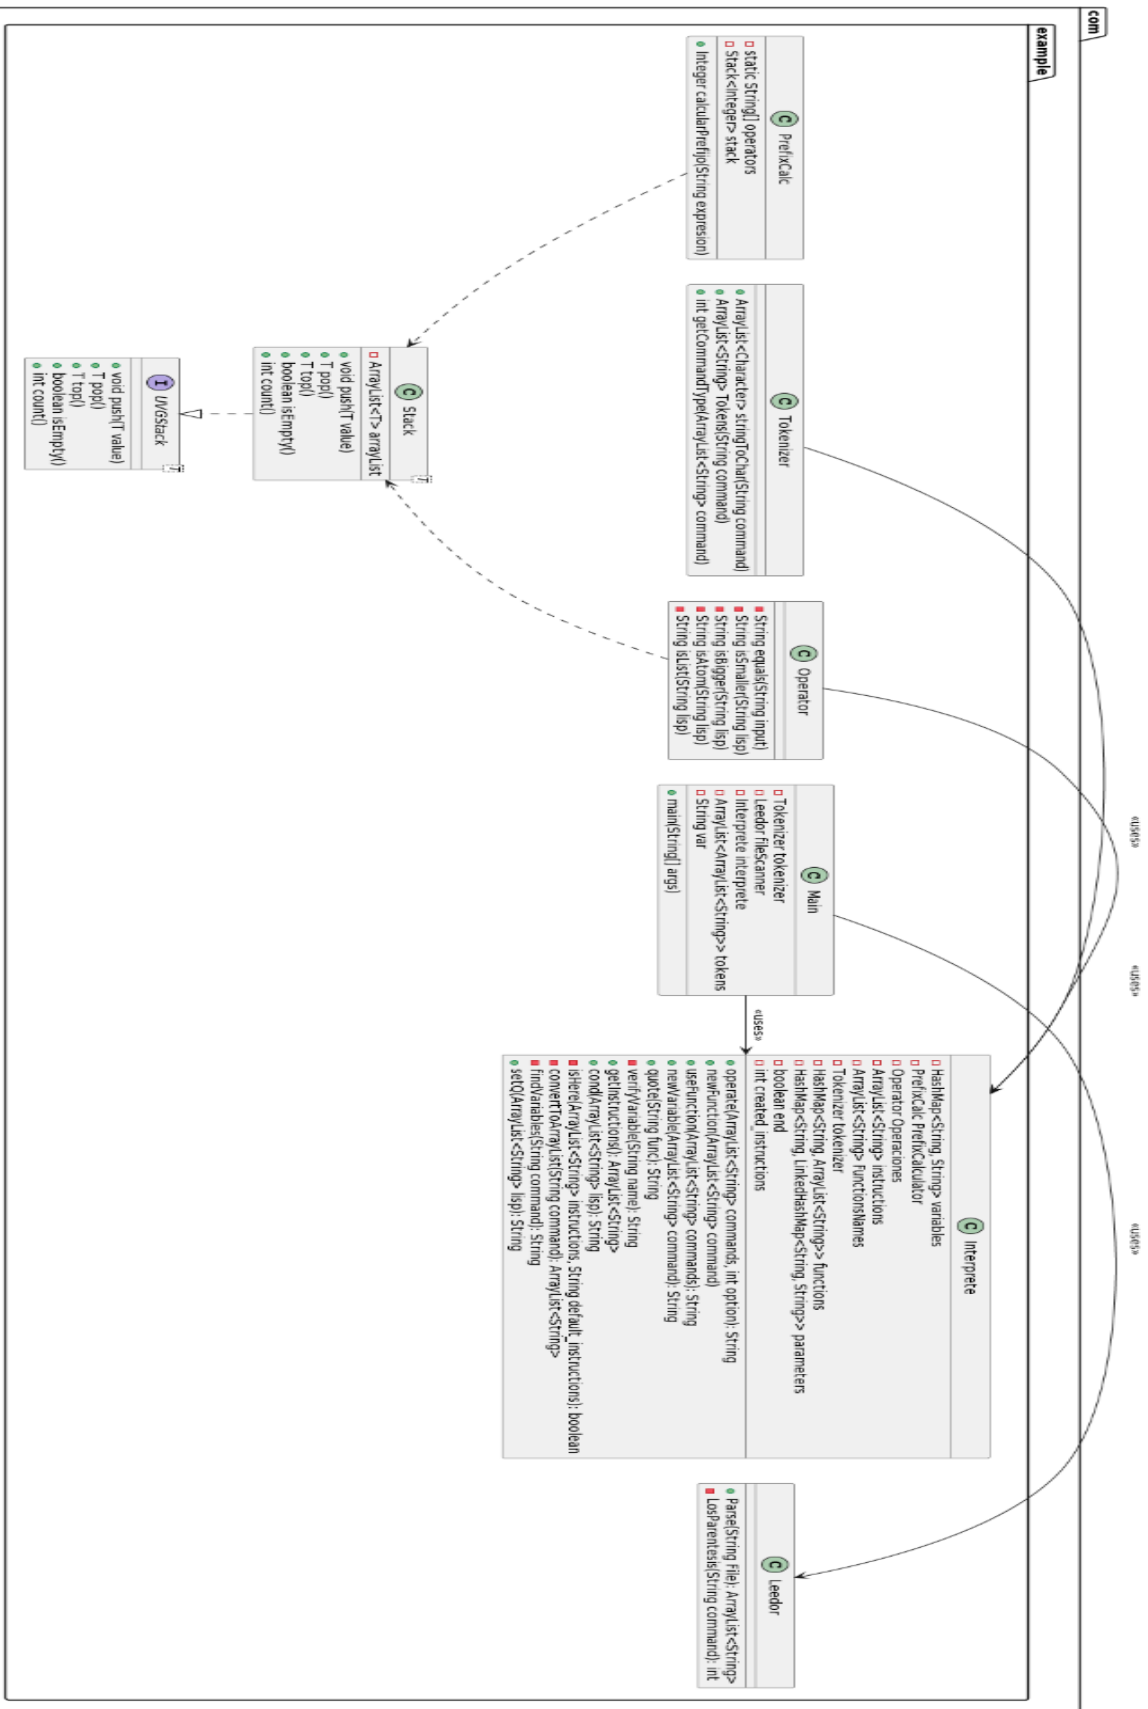 com
example
«uses»
«uses»
«uses»
C PrefixCalc
static String[] operators
Stack<Integer> stack
Integer calcularPrefijo(String expresion)
C Tokenizer
ArrayList<Character> stringToChar(String command)
ArrayList<String> Tokens(String command)
int getCommandType(ArrayList<String> command)
C Operator
String equals(String input)
String isSmaller(String lisp)
String isBigger(String lisp)
String isAtom(String lisp)
String isList(String lisp)
C Main
Tokenizer tokenizer
Leedor fileScanner
Interprete interprete
ArrayList<ArrayList<String>> tokens
String var
main(String[] args)
«uses»
C Interprete
HashMap<String, String> variables
PrefixCalc PrefixCalculator
Operator Operaciones
ArrayList<String> instructions
ArrayList<String> FunctionsNames
Tokenizer tokenizer
HashMap<String, ArrayList<String>> functions
HashMap<String, LinkedHashMap<String, String>> parameters
boolean end
int created_instructions
operate(ArrayList<String> commands, int option): String
newFunction(ArrayList<String> command)
useFunction(ArrayList<String> commands): String
newVariable(ArrayList<String> command): String
quote(String func): String
verifyVariable(String name): String
getInstructions(): ArrayList<String>
cond(ArrayList<String> lisp): String
isHere(ArrayList<String> instructions, String default_instructions): boolean
convertToArrayList(String command): ArrayList<String>
findVariables(String command): String
setQ(ArrayList<String> lisp): String
C Leedor
Parse(String File): ArrayList<String>
LosParentesis(String command): int
C Stack
T
ArrayList<T> arrayList
void push(T value)
T pop()
T top()
boolean isEmpty()
int count()
I UVGStack
T
void push(T value)
T pop()
T top()
boolean isEmpty()
int count()